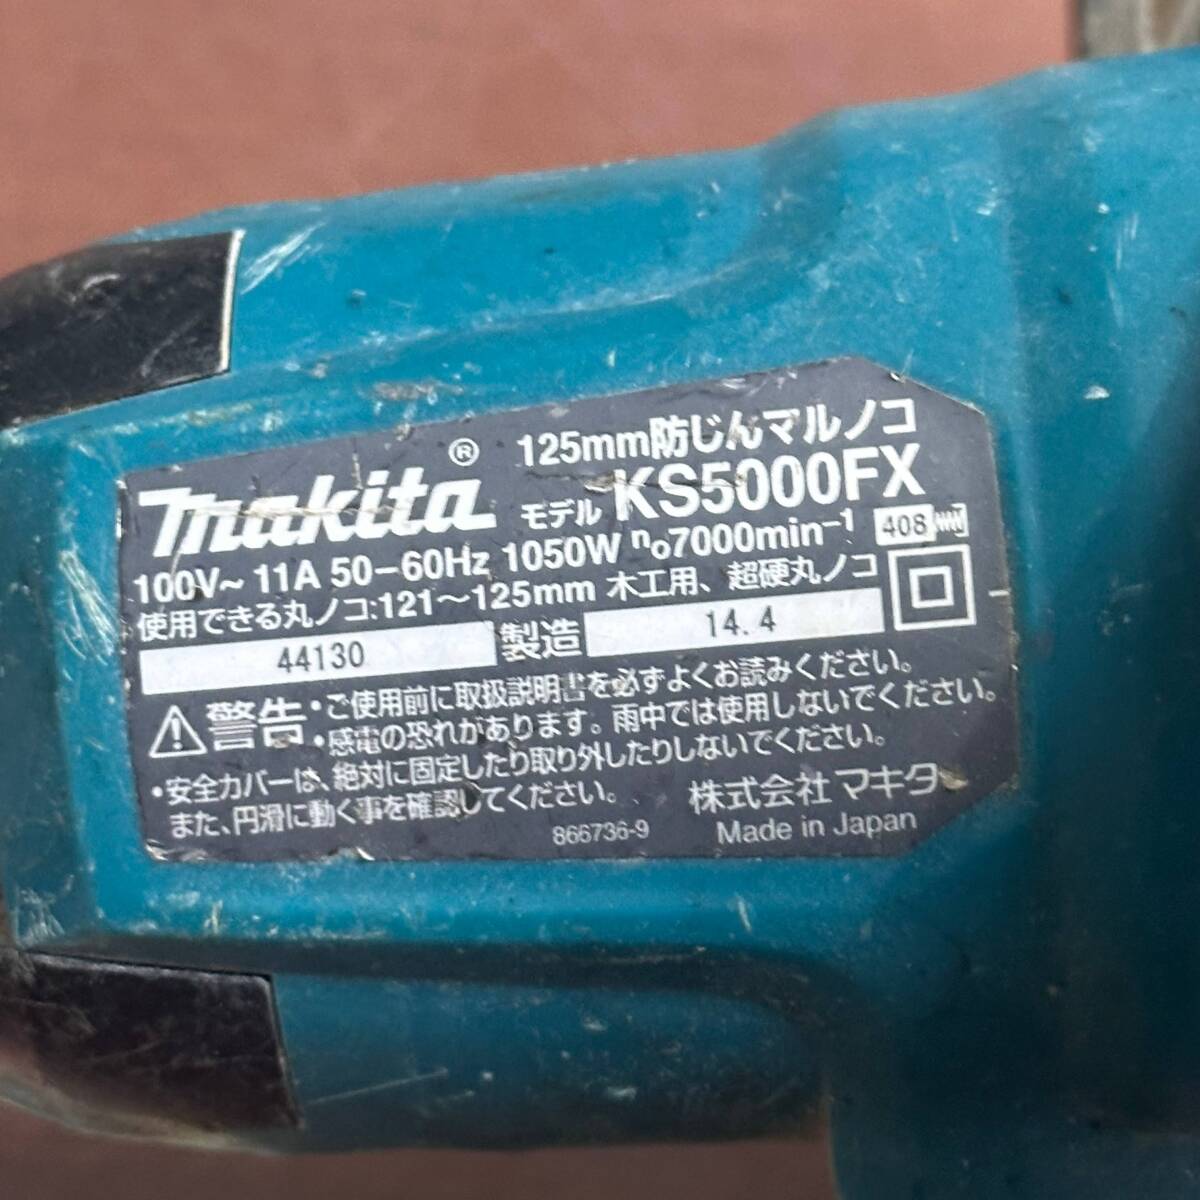 125mm防じんマルノコ
makita® モデル KS5000FX
100V~ 11A 50-60Hz 1050W n₀7000min⁻¹ 408
使用できる丸ノコ:121～125mm 木工用、超硬丸ノコ
44130 製造 14.4
警告 ・ご使用前に取扱説明書を必ずよくお読みください。
・感電の恐れがあります。雨中では使用しないでください。
・安全カバーは、絶対に固定したり取り外したりしないでください。
また、円滑に動く事を確認してください。
株式会社マキタ
866736-9 Made in Japan